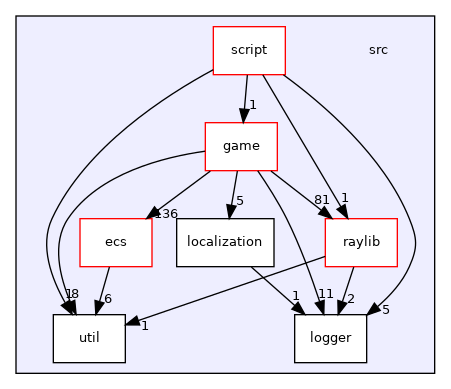 script
src
1
game
5
81
1
136
ecs
localization
raylib
18
6
1
11
2
5
1
util
logger